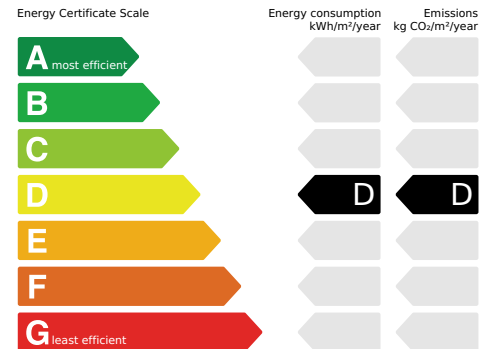 Energy Certificate Scale
Energy consumption
kWh/m²/year
Emissions
kg CO₂/m²/year
A most efficient
B
C
D
D
D
E
F
G least efficient